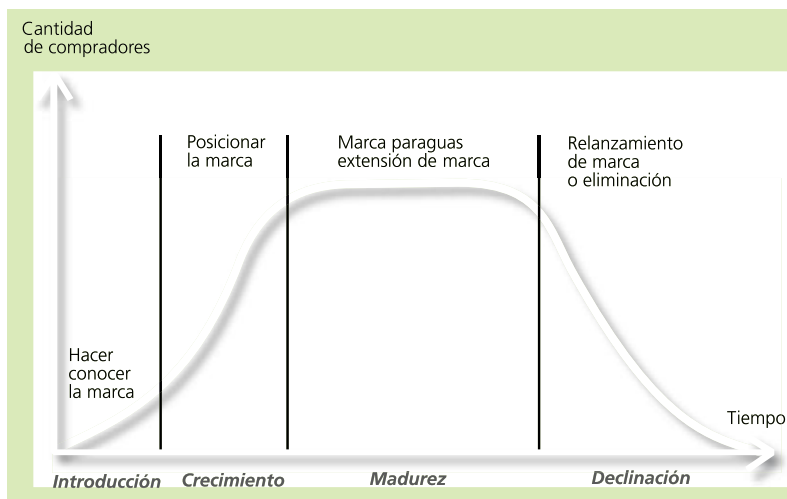 Cantidad
de compradores
Posicionar
la marca
Marca paraguas
extensión de marca
Relanzamiento
de marca
o eliminación
Hacer
conocer
la marca
Tiempo
Introducción
Crecimiento
Madurez
Declinación